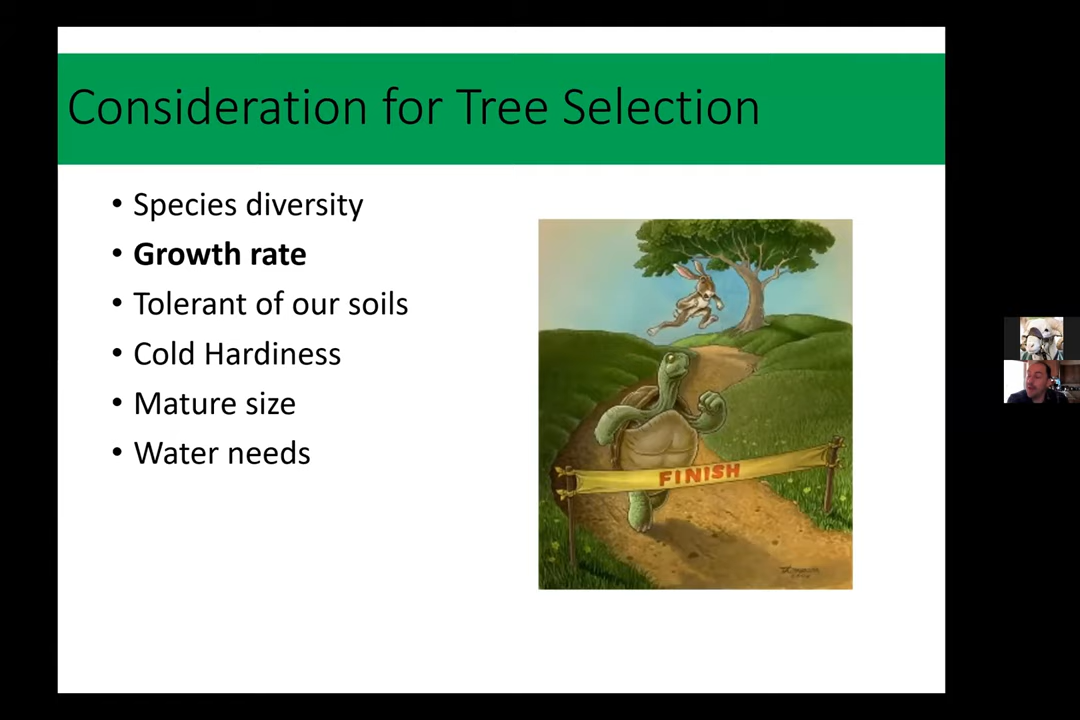 Consideration for Tree Selection
• Species diversity
• Growth rate
• Tolerant of our soils
• Cold Hardiness
• Mature size
• Water needs
FINISH